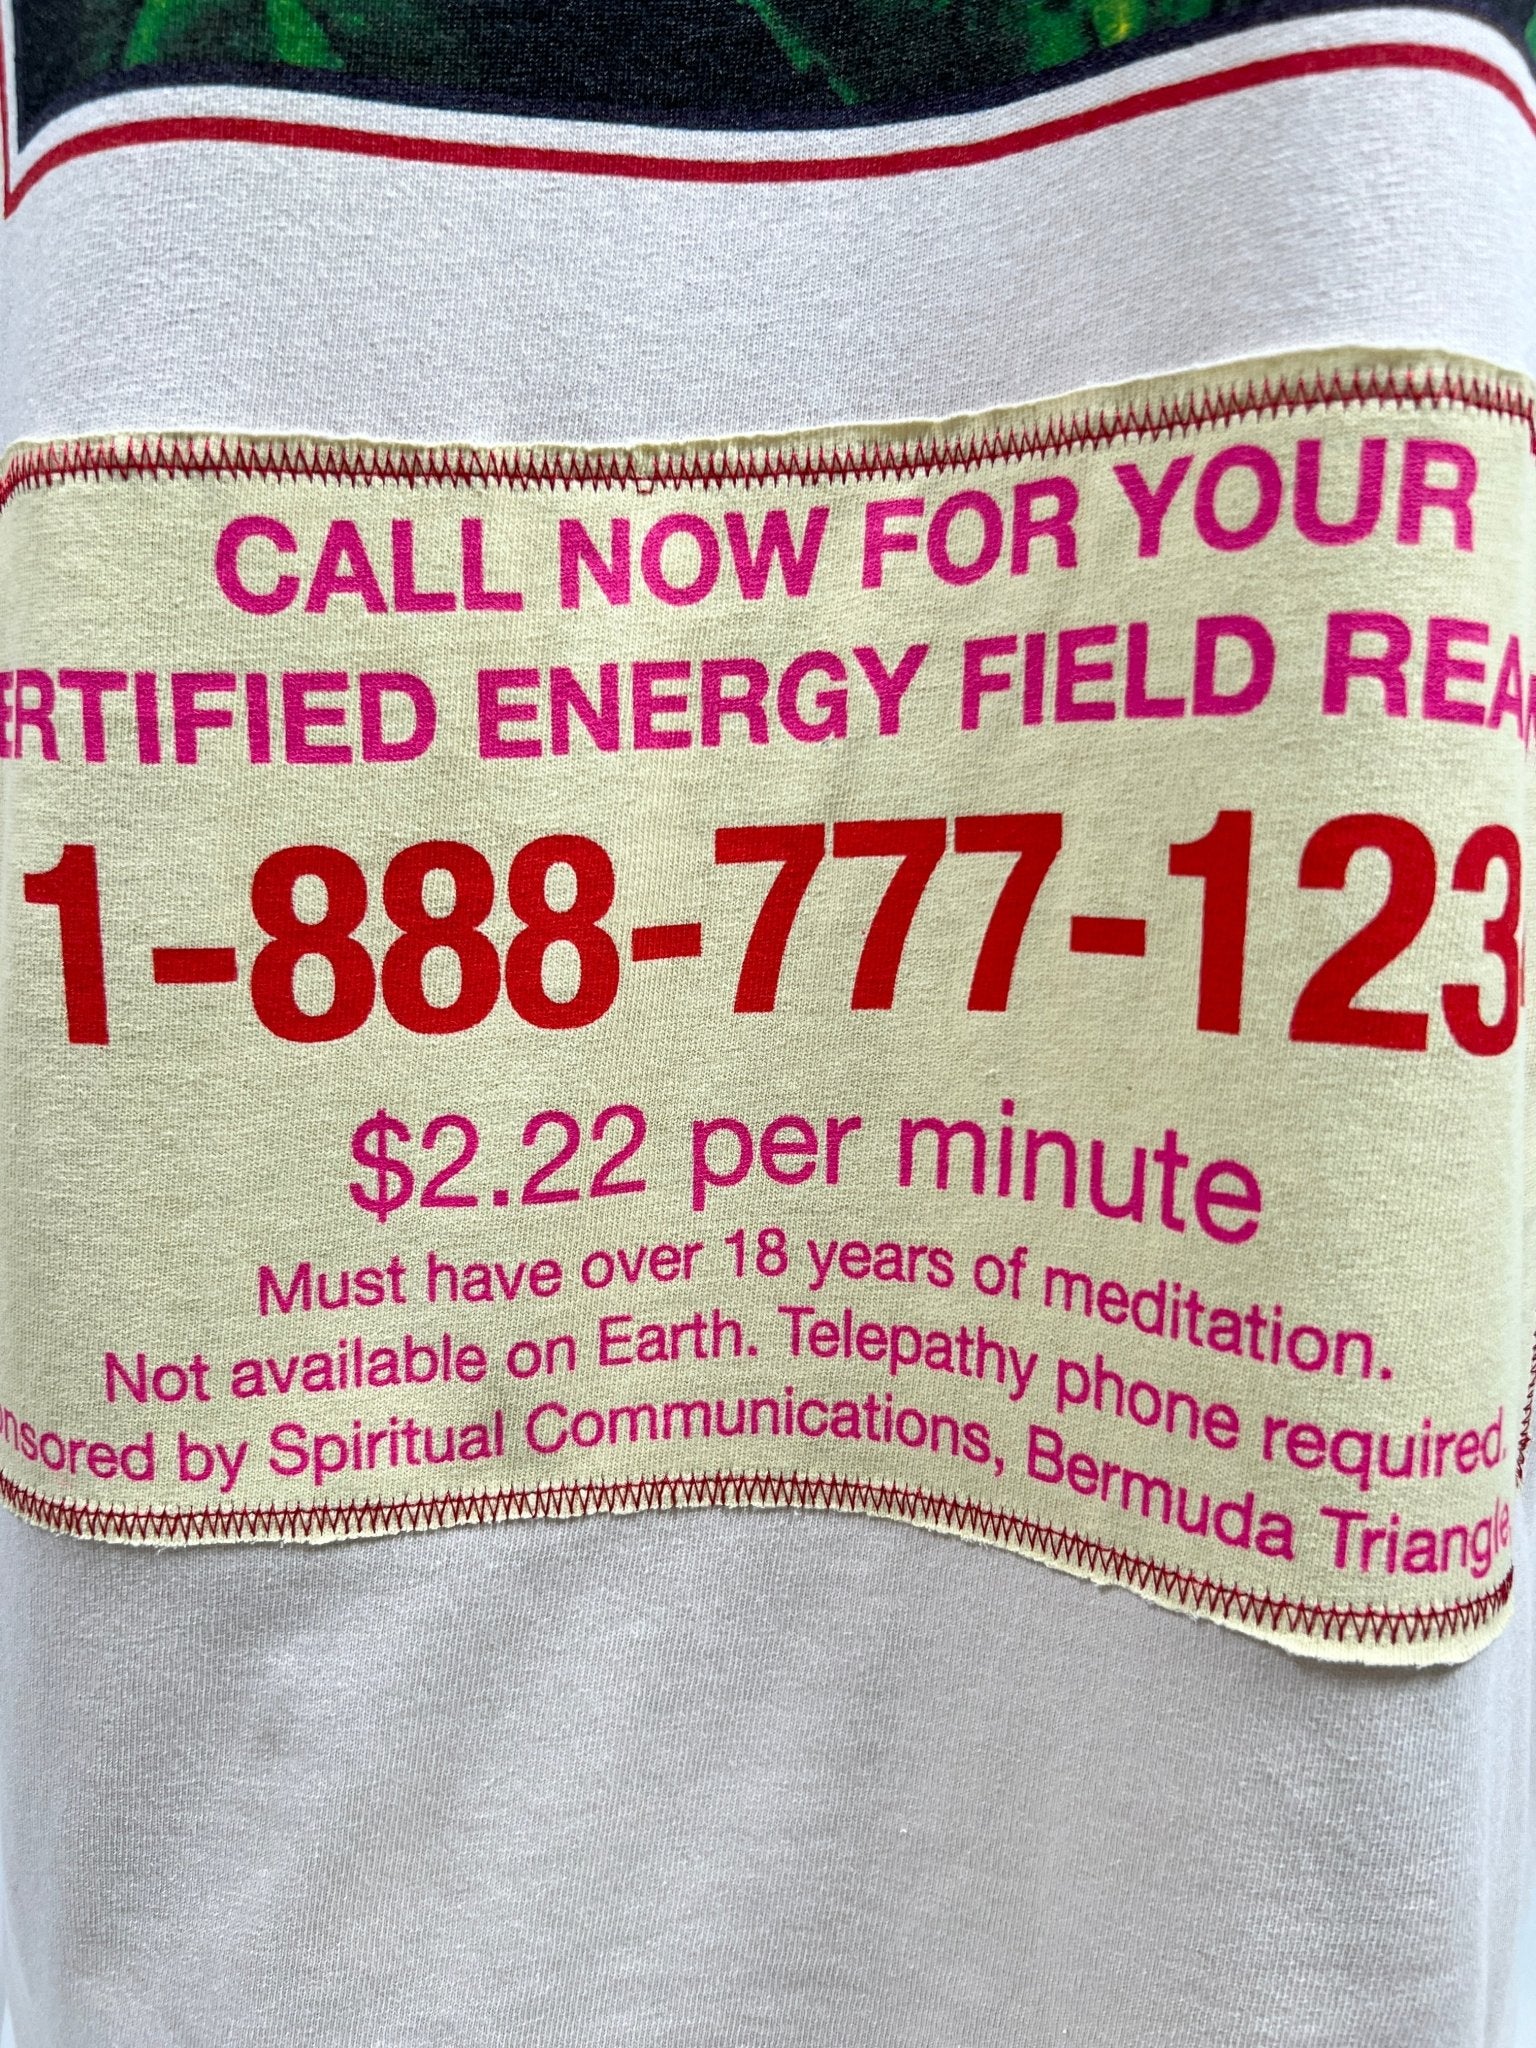 CALL NOW FOR YOUR
ERTIFIED ENERGY FIELD REA
1-888-777-123
$2.22 per minute
Must have over 18 years of meditation.
Not available on Earth. Telepathy phone required.
nsored by Spiritual Communications, Bermuda Triangle